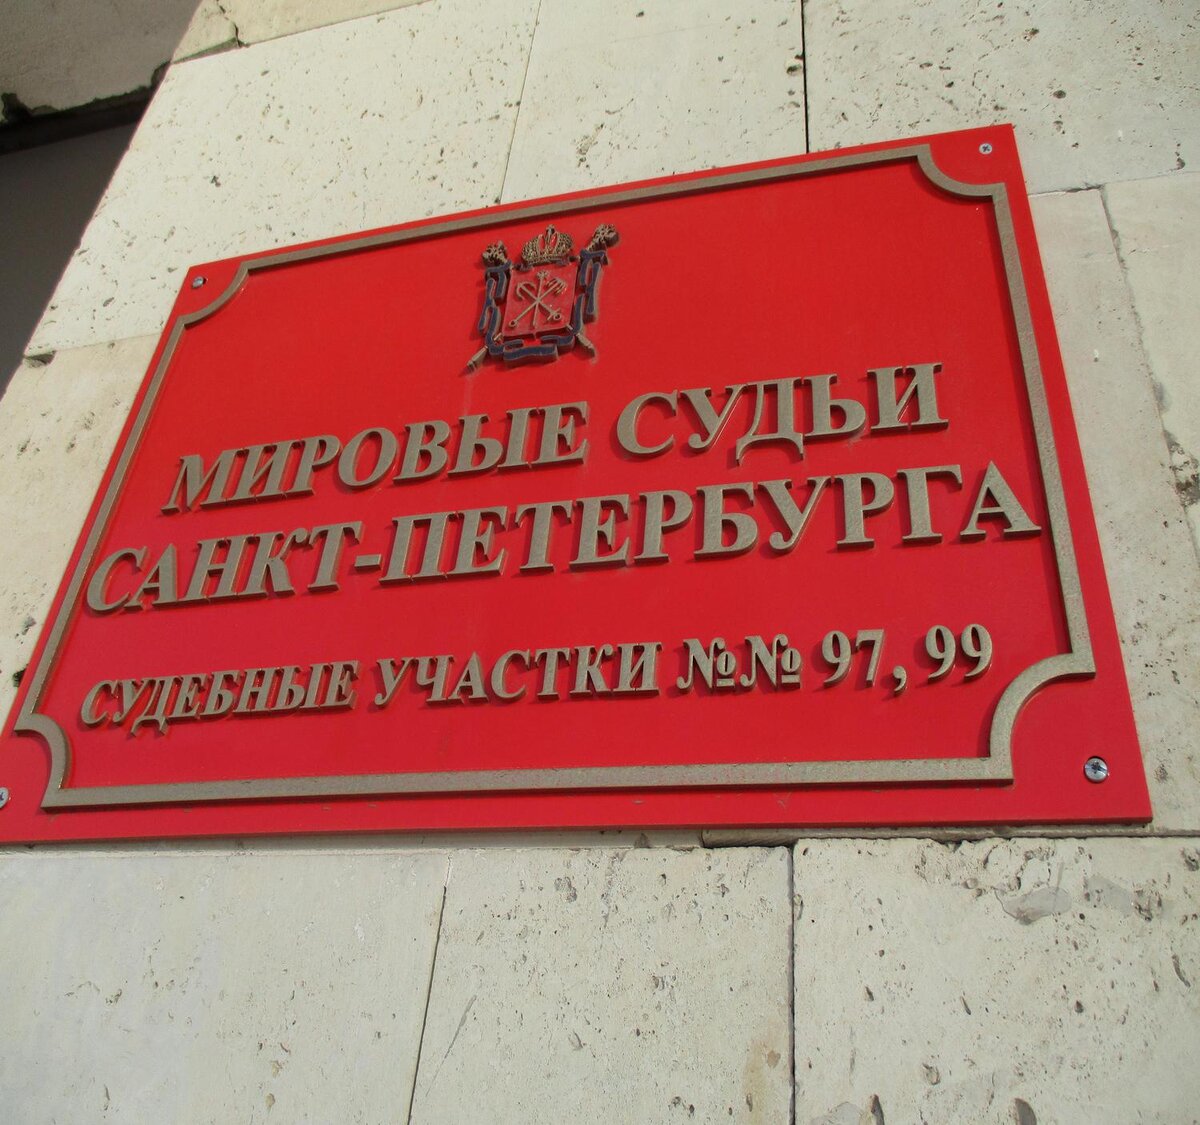 МИРОВЫЕ СУДЬИ
САНКТ-ПЕТЕРБУРГА
СУДЕБНЫЕ УЧАСТКИ №№ 97, 99